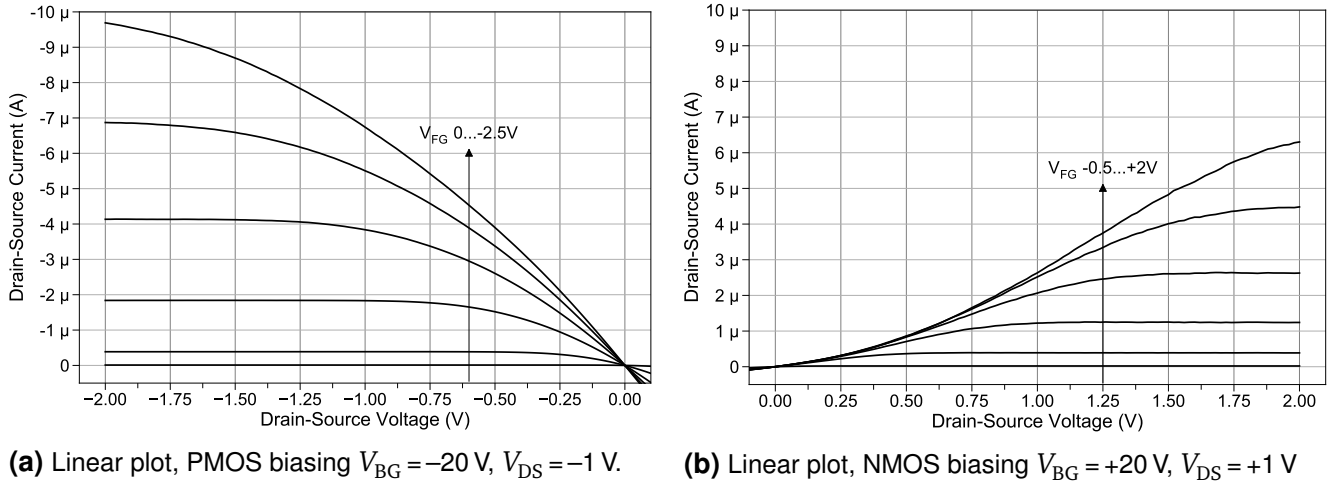 -10 µ
-9 µ
-8 µ
-7 µ
-6 µ
-5 µ
-4 µ
-3 µ
-2 µ
-1 µ
0
Drain-Source Current (A)
V_FG 0...-2.5V
−2.00 −1.75 −1.50 −1.25 −1.00 −0.75 −0.50 −0.25 0.00
Drain-Source Voltage (V)
(a) Linear plot, PMOS biasing V_BG = −20 V, V_DS = −1 V.
10 µ
9 µ
8 µ
7 µ
6 µ
5 µ
4 µ
3 µ
2 µ
1 µ
0
Drain-Source Current (A)
V_FG -0.5...+2V
0.00 0.25 0.50 0.75 1.00 1.25 1.50 1.75 2.00
Drain-Source Voltage (V)
(b) Linear plot, NMOS biasing V_BG = +20 V, V_DS = +1 V